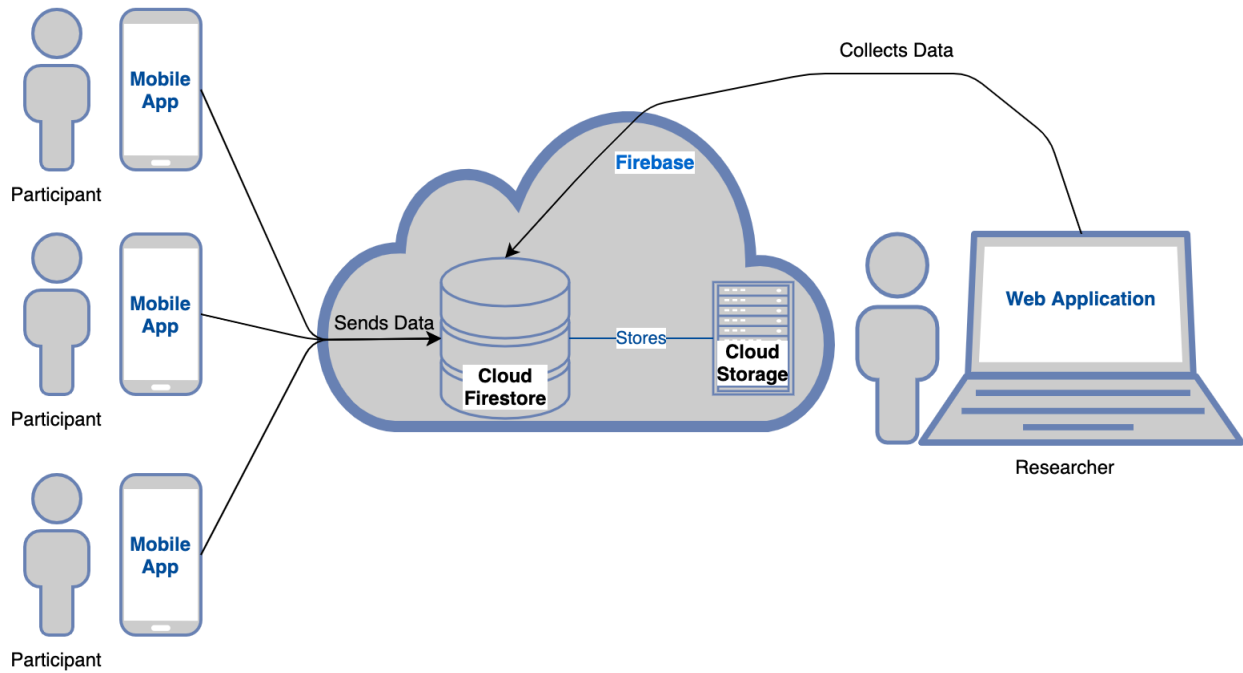 Mobile
App
Participant
Mobile
App
Participant
Mobile
App
Participant
Sends Data
Firebase
Cloud
Firestore
Stores
Cloud
Storage
Collects Data
Web Application
Researcher